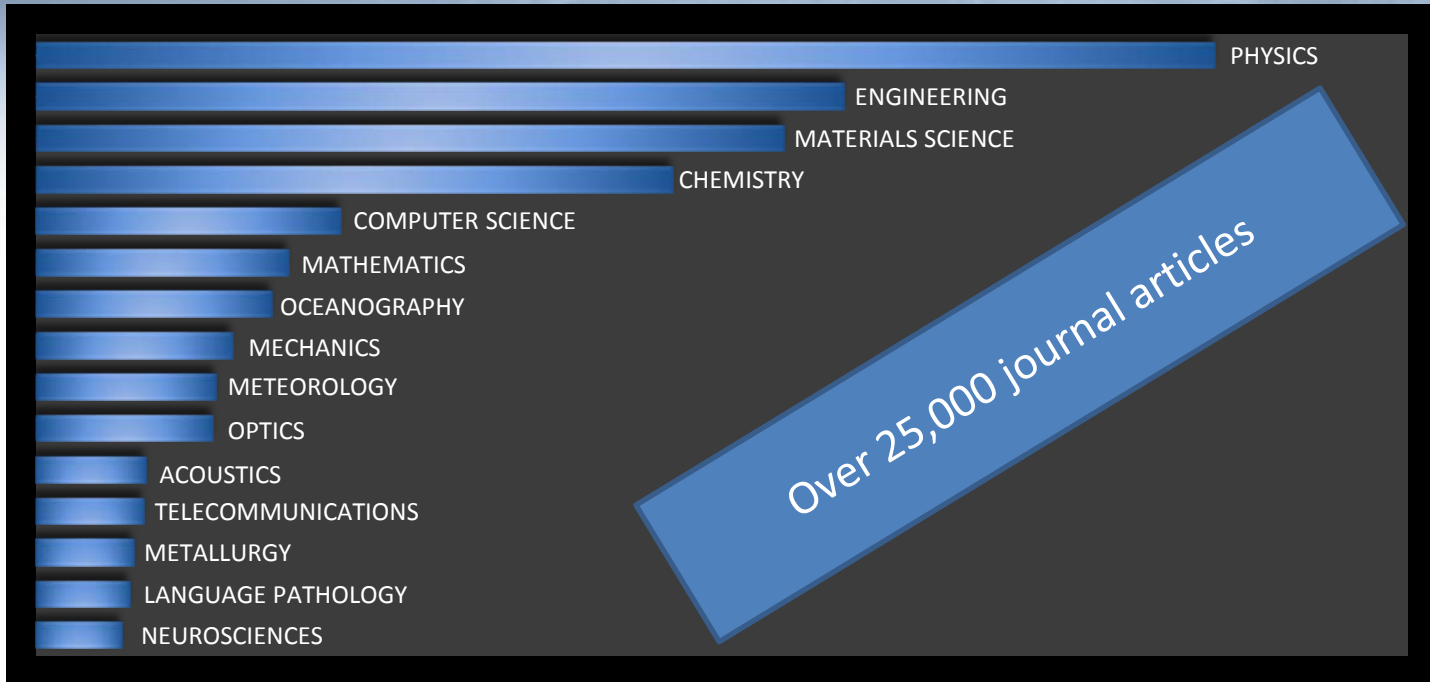 PHYSICS
ENGINEERING
MATERIALS SCIENCE
CHEMISTRY
COMPUTER SCIENCE
MATHEMATICS
OCEANOGRAPHY
MECHANICS
METEOROLOGY
OPTICS
ACOUSTICS
TELECOMMUNICATIONS
METALLURGY
LANGUAGE PATHOLOGY
NEUROSCIENCES
Over 25,000 journal articles